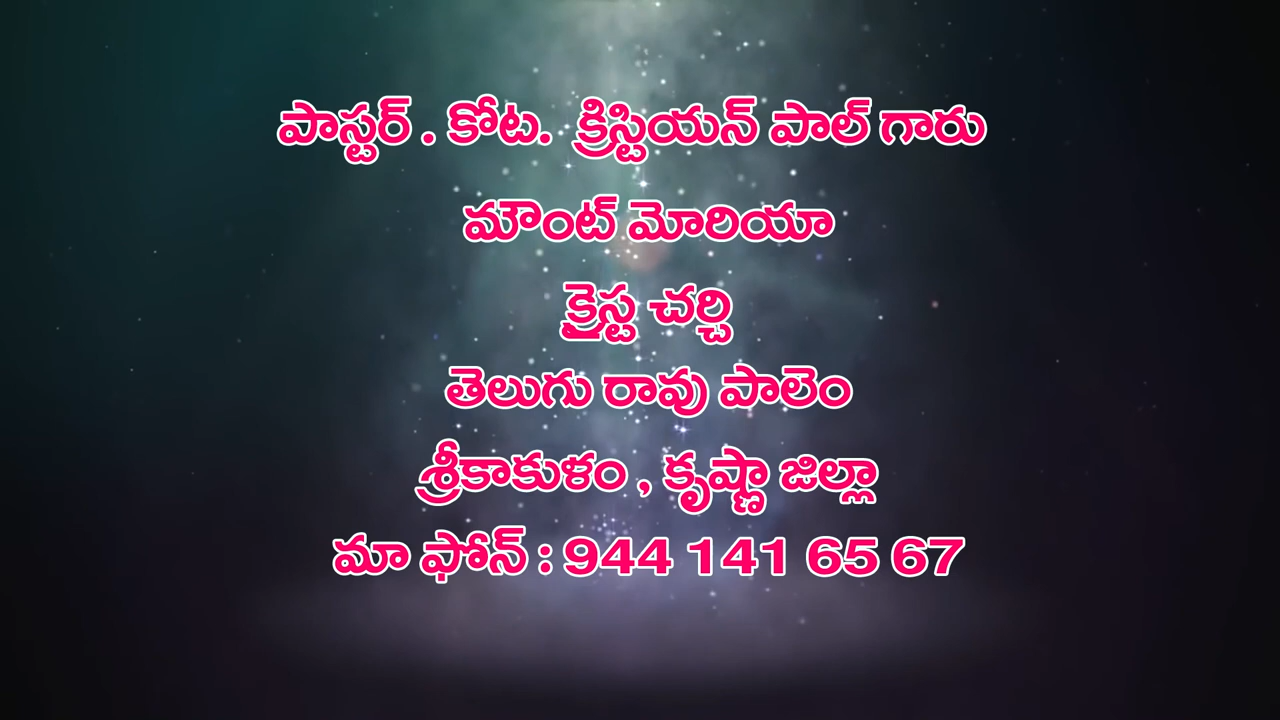 పాస్టర్ . కోట. క్రిస్టియన్ పాల్ గారు
మౌంట్ మోరియా
క్రైస్ట చర్చి
తెలుగు రావు పాలెం
శ్రీకాకుళం , కృష్ణా జిల్లా
మా ఫోన్ : 944 141 65 67